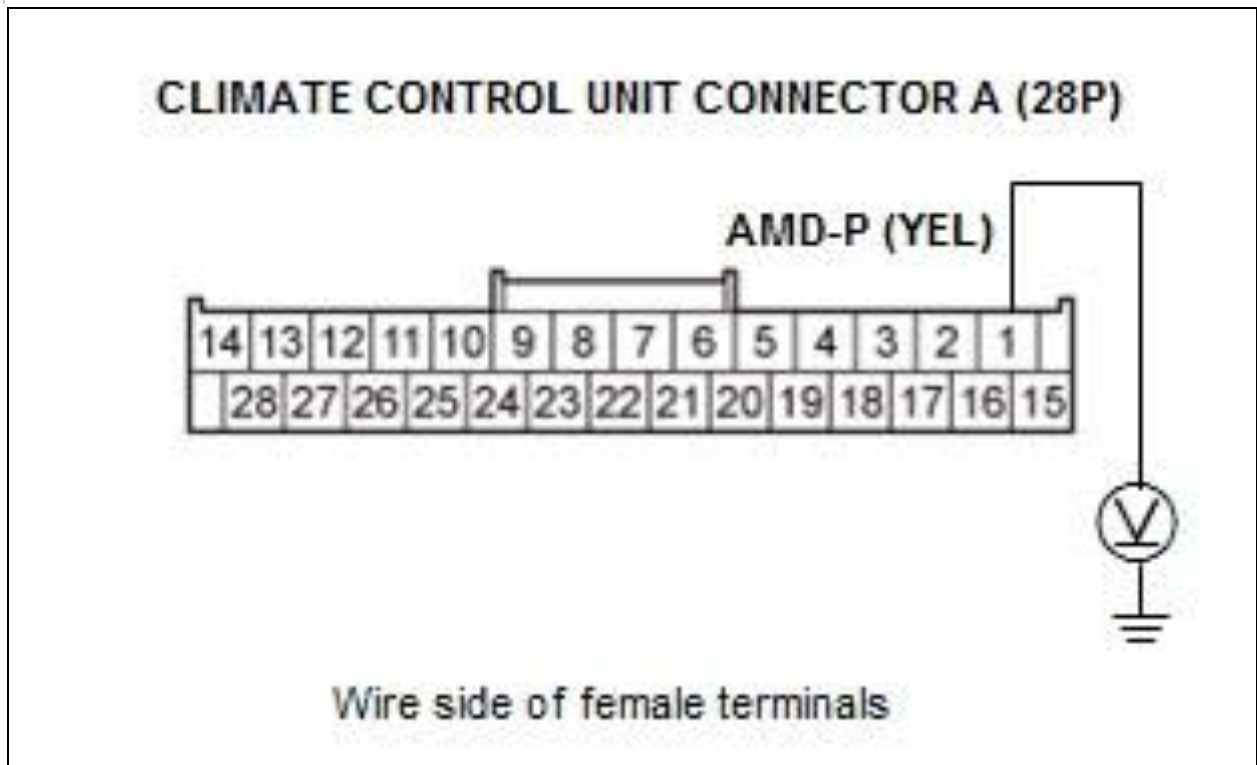 CLIMATE CONTROL UNIT CONNECTOR A (28P)
AMD-P (YEL)
14 13 12 11 10 9 8 7 6 5 4 3 2 1
28 27 26 25 24 23 22 21 20 19 18 17 16 15
V
Wire side of female terminals